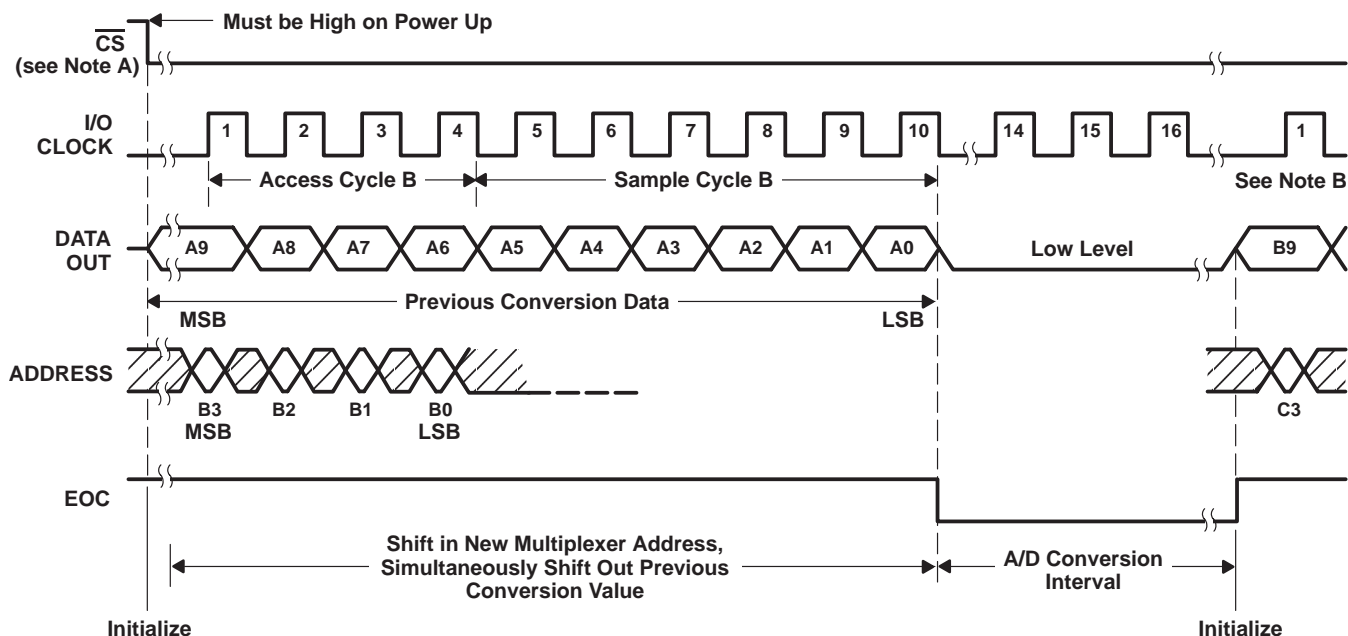 Must be High on Power Up
CS
(see Note A)
I/O
CLOCK
1 2 3 4 5 6 7 8 9 10 14 15 16 1
Access Cycle B
Sample Cycle B
See Note B
DATA
OUT
A9 A8 A7 A6 A5 A4 A3 A2 A1 A0 Low Level B9
Previous Conversion Data
MSB
LSB
ADDRESS
B3 B2 B1 B0 C3
MSB
LSB
EOC
Shift in New Multiplexer Address,
Simultaneously Shift Out Previous
Conversion Value
A/D Conversion
Interval
Initialize
Initialize